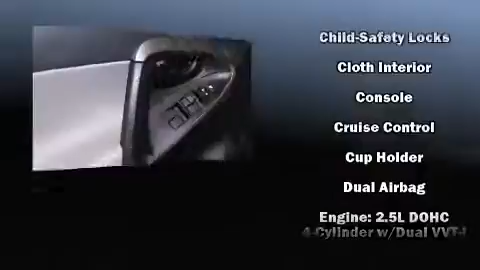 Child-Safety Locks
Cloth Interior
Console
Cruise Control
Cup Holder
Dual Airbag
Engine: 2.5L DOHC
4-Cylinder w/Dual VVT-i